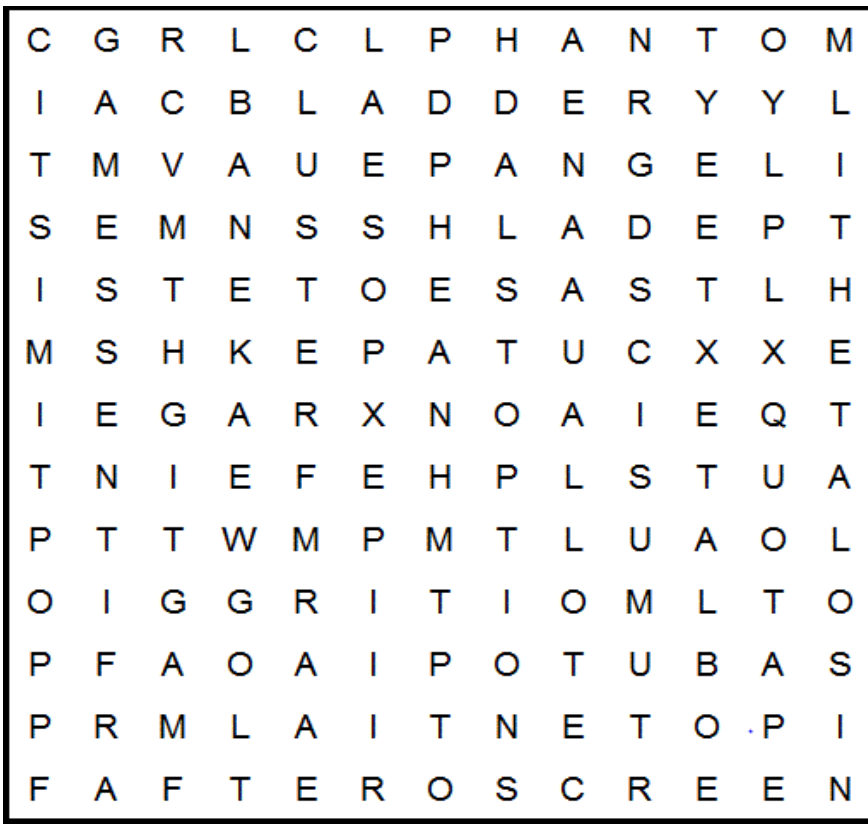 C G R L C L P H A N T O M
I A C B L A D D E R Y Y L
T M V A U E P A N G E L I
S E M N S S H L A D E P T
I S T E T O E S A S T L H
M S H K E P A T U C X X E
I E G A R X N O A I E Q T
T N I E F E H P L S T U A
P T T W M P M T L U A O L
O I G G R I T I O M L T O
P F A O A I P O T U B A S
P R M L A I T N E T O P I
F A F T E R O S C R E E N